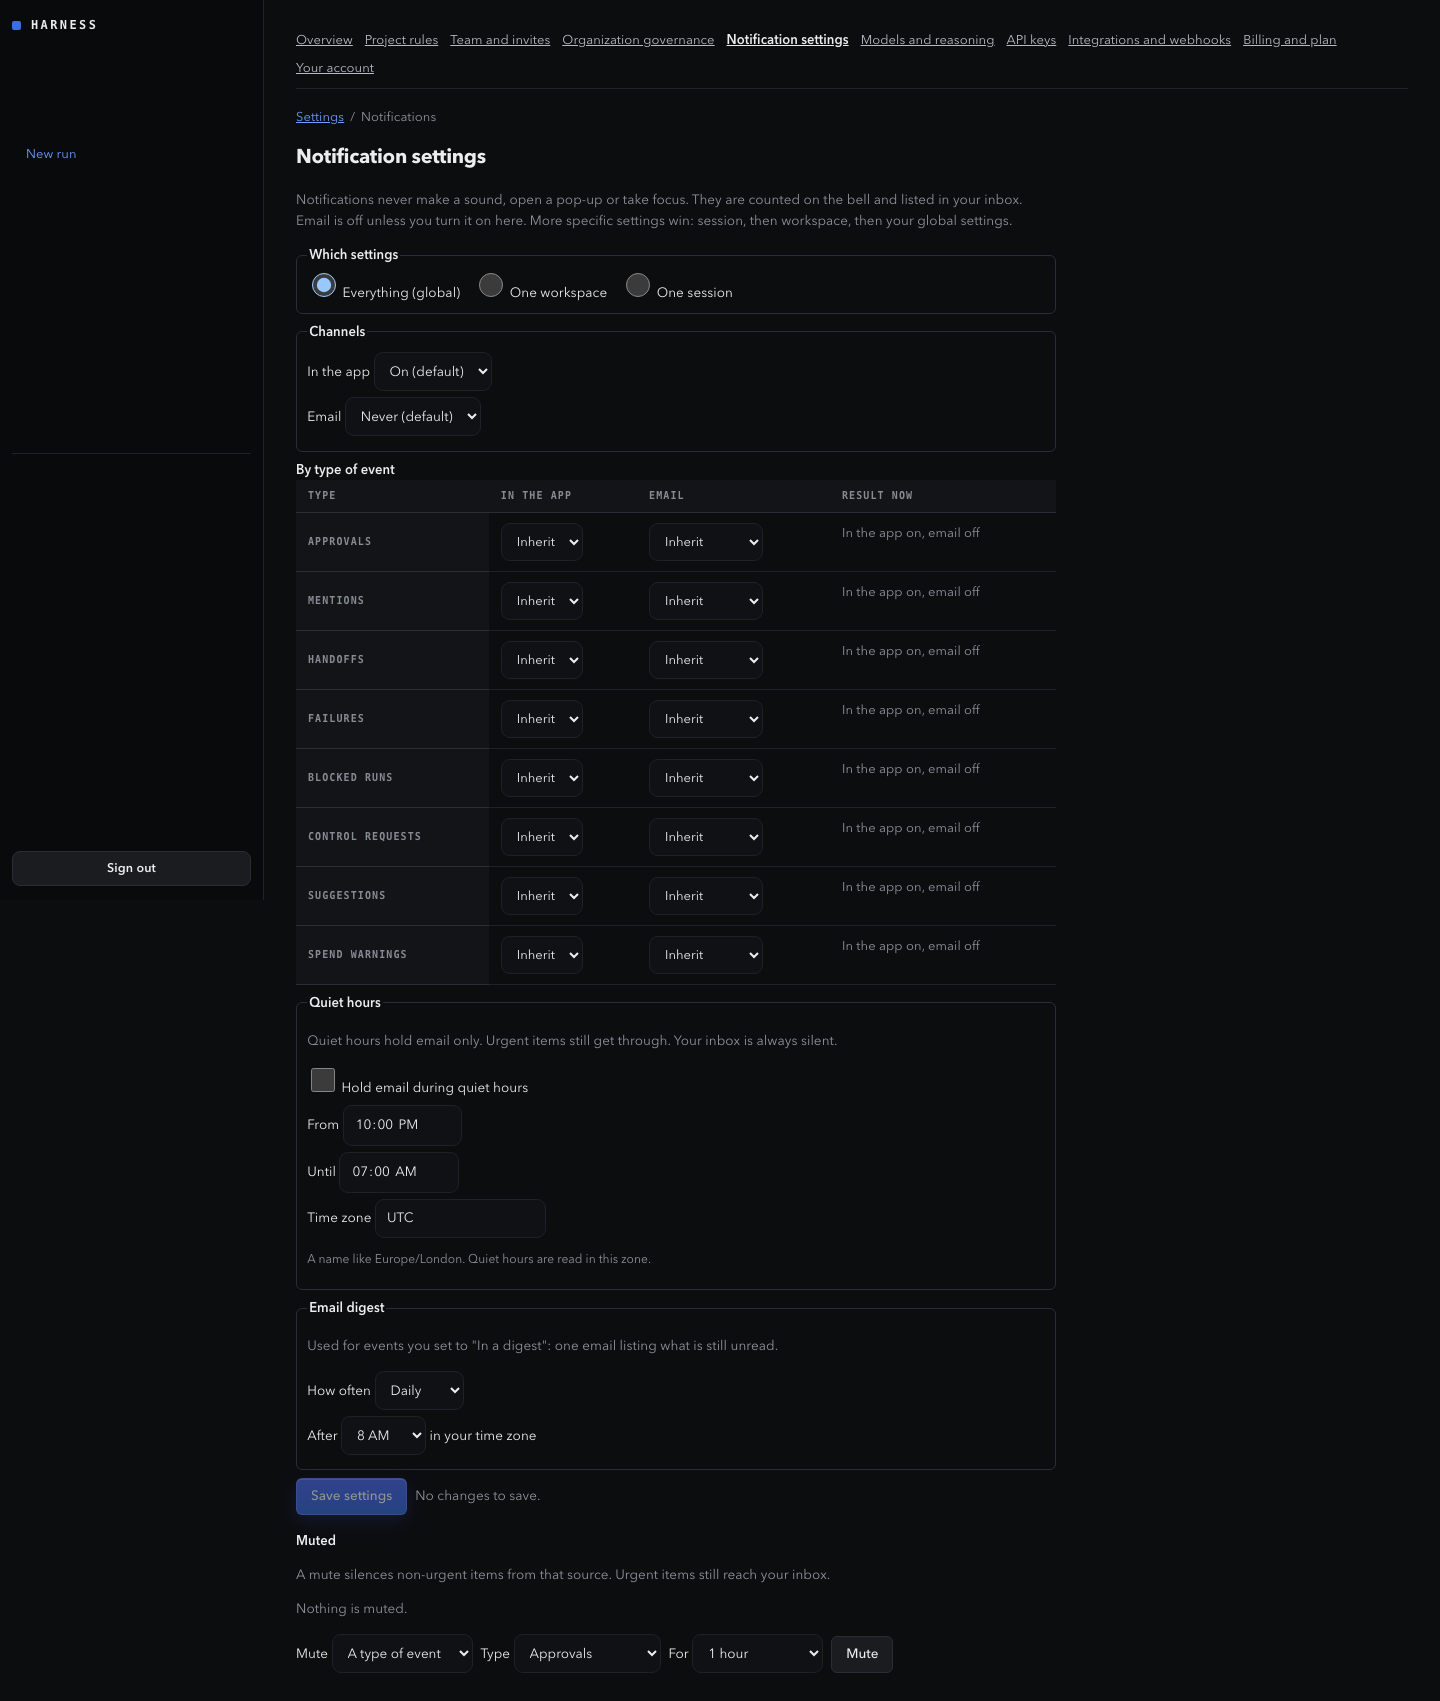 HARNESS
New run
Sign out
Overview Project rules Team and invites Organization governance Notification settings Models and reasoning API keys Integrations and webhooks Billing and plan
Your account
Settings / Notifications
Notification settings
Notifications never make a sound, open a pop-up or take focus. They are counted on the bell and listed in your inbox.
Email is off unless you turn it on here. More specific settings win: session, then workspace, then your global settings.
Which settings
Everything (global) One workspace One session
Channels
In the app On (default)
Email Never (default)
By type of event
TYPE IN THE APP EMAIL RESULT NOW
APPROVALS Inherit Inherit In the app on, email off
MENTIONS Inherit Inherit In the app on, email off
HANDOFFS Inherit Inherit In the app on, email off
FAILURES Inherit Inherit In the app on, email off
BLOCKED RUNS Inherit Inherit In the app on, email off
CONTROL REQUESTS Inherit Inherit In the app on, email off
SUGGESTIONS Inherit Inherit In the app on, email off
SPEND WARNINGS Inherit Inherit In the app on, email off
Quiet hours
Quiet hours hold email only. Urgent items still get through. Your inbox is always silent.
Hold email during quiet hours
From 10:00 PM
Until 07:00 AM
Time zone UTC
A name like Europe/London. Quiet hours are read in this zone.
Email digest
Used for events you set to "In a digest": one email listing what is still unread.
How often Daily
After 8 AM in your time zone
Save settings No changes to save.
Muted
A mute silences non-urgent items from that source. Urgent items still reach your inbox.
Nothing is muted.
Mute A type of event Type Approvals For 1 hour Mute